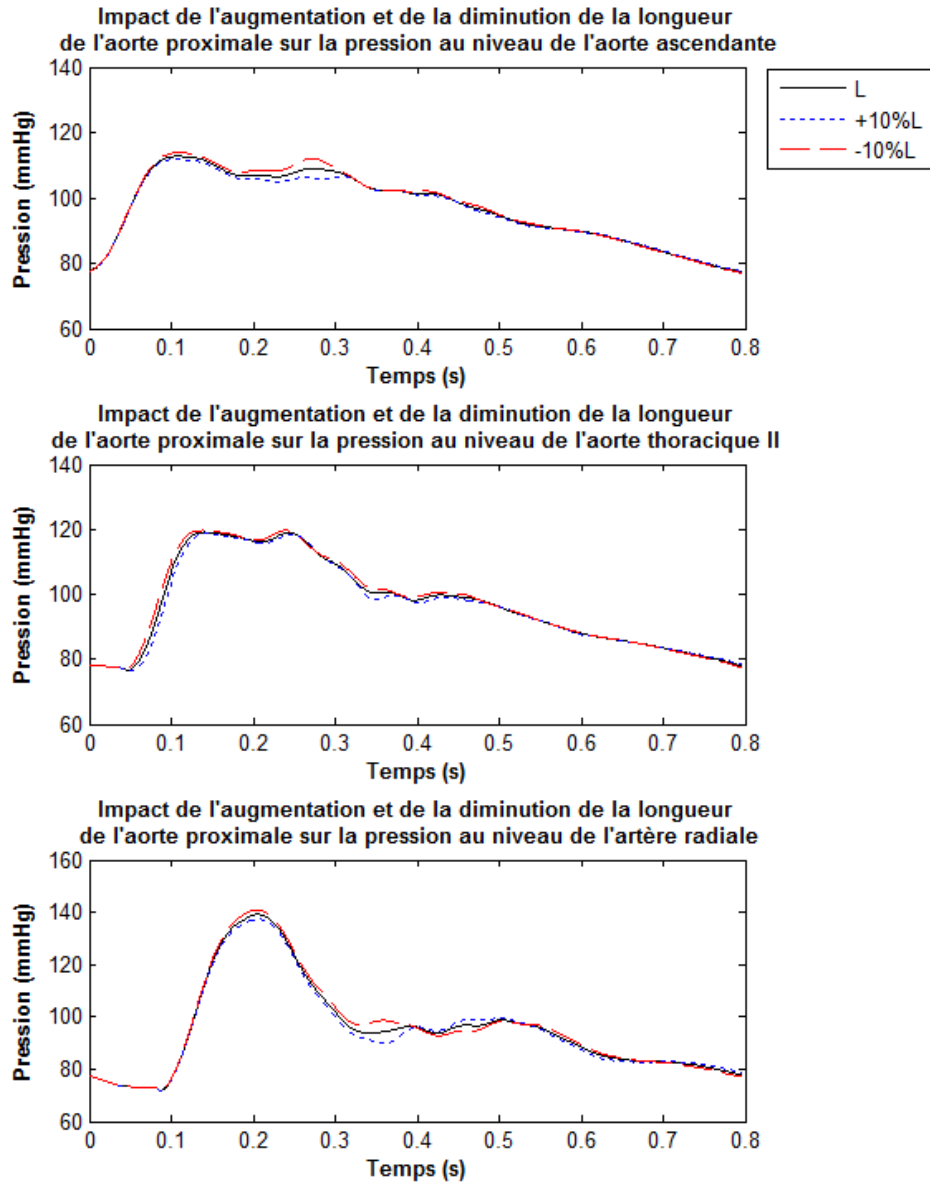 Impact de l'augmentation et de la diminution de la longueur
de l'aorte proximale sur la pression au niveau de l'aorte ascendante
140
120
100
80
60
Pression (mmHg)
0 0.1 0.2 0.3 0.4 0.5 0.6 0.7 0.8
Temps (s)
L
+10%L
-10%L
Impact de l'augmentation et de la diminution de la longueur
de l'aorte proximale sur la pression au niveau de l'aorte thoracique II
140
120
100
80
60
Pression (mmHg)
0 0.1 0.2 0.3 0.4 0.5 0.6 0.7 0.8
Temps (s)
Impact de l'augmentation et de la diminution de la longueur
de l'aorte proximale sur la pression au niveau de l'artère radiale
160
140
120
100
80
60
Pression (mmHg)
0 0.1 0.2 0.3 0.4 0.5 0.6 0.7 0.8
Temps (s)